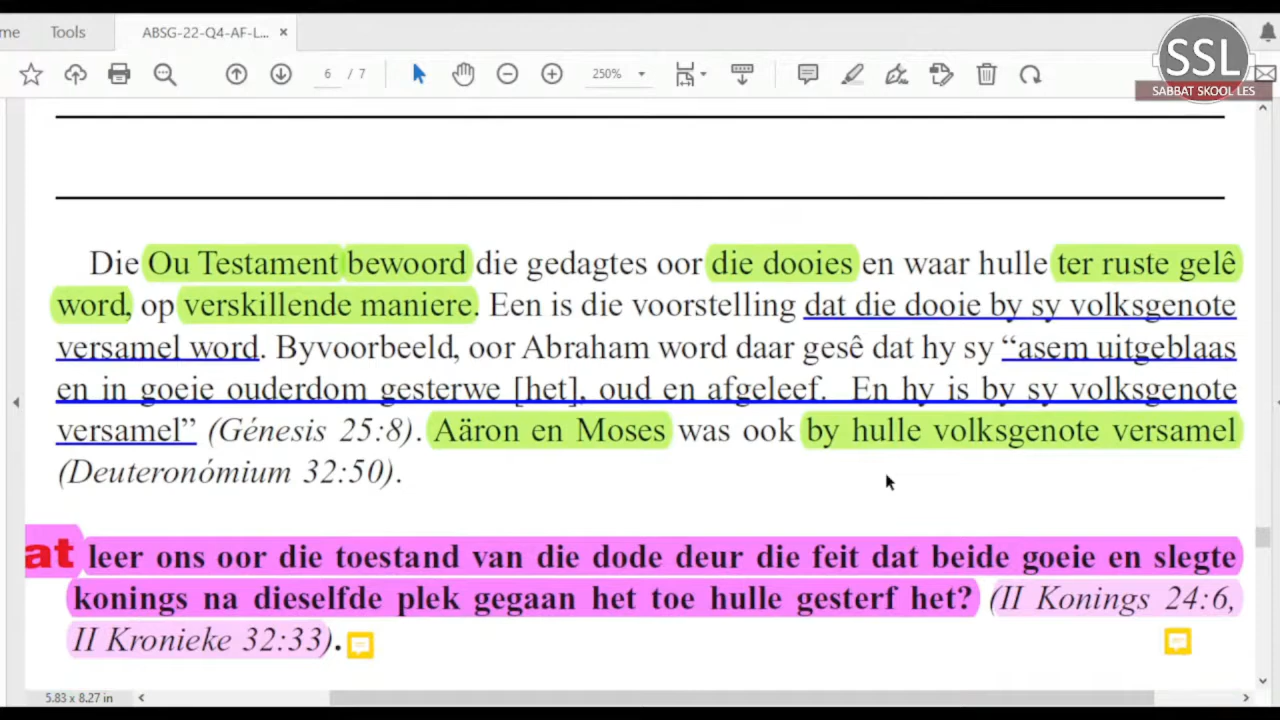 me Tools ABSG-22-Q4-AF-L... ×
SSL
SABBAT SKOOL LES
6 / 7 250%
Die Ou Testament bewoord die gedagtes oor die dooies en waar hulle ter ruste gelê
word, op verskillende maniere. Een is die voorstelling dat die dooie by sy volksgenote
versamel word. Byvoorbeeld, oor Abraham word daar gesê dat hy sy “asem uitgeblaas
en in goeie ouderdom gesterwe [het], oud en afgeleef. En hy is by sy volksgenote
versamel” (Génesis 25:8). Aäron en Moses was ook by hulle volksgenote versamel
(Deuteronómium 32:50).
at leer ons oor die toestand van die dode deur die feit dat beide goeie en slegte
konings na dieselfde plek gegaan het toe hulle gesterf het? (II Konings 24:6,
II Kronieke 32:33).
5.83 x 8.27 in